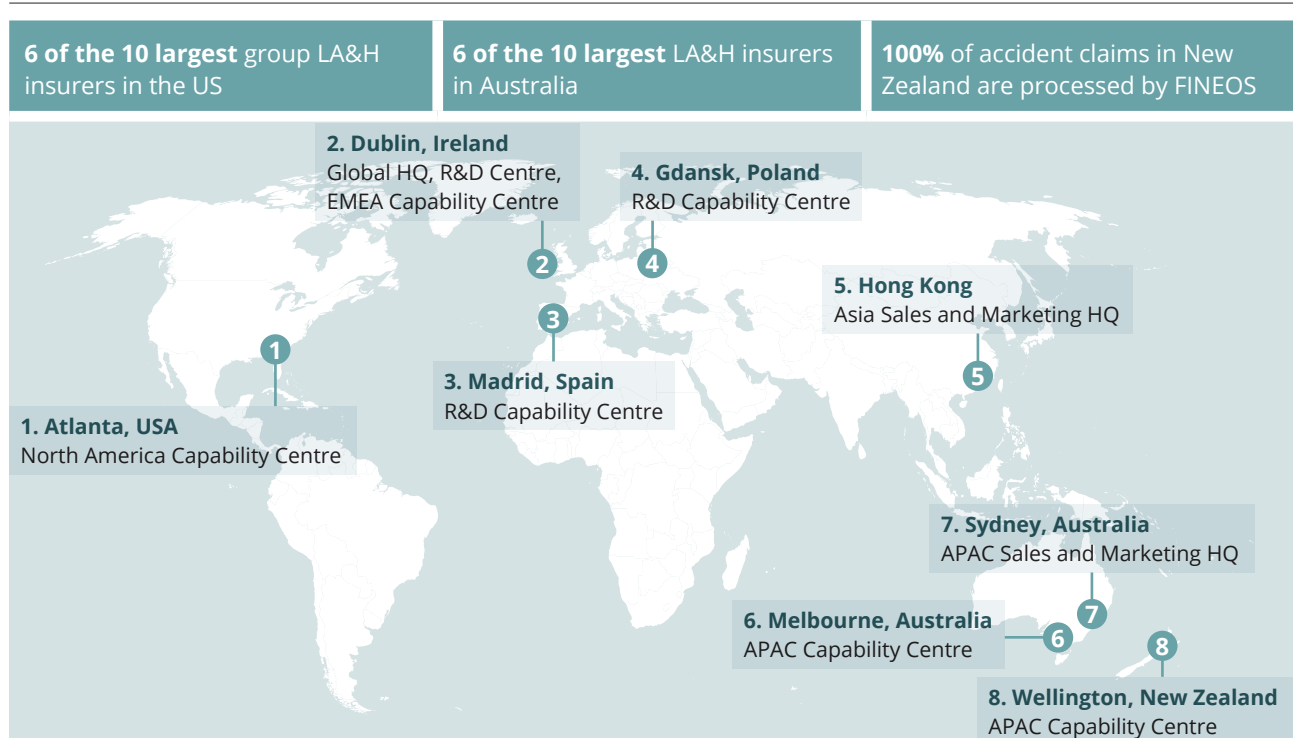 6 of the 10 largest group LA&H
insurers in the US
6 of the 10 largest LA&H insurers
in Australia
100% of accident claims in New
Zealand are processed by FINEOS
2. Dublin, Ireland
Global HQ, R&D Centre,
EMEA Capability Centre
4. Gdansk, Poland
R&D Capability Centre
2
4
5. Hong Kong
Asia Sales and Marketing HQ
3
1
5
3. Madrid, Spain
R&D Capability Centre
1. Atlanta, USA
North America Capability Centre
7. Sydney, Australia
APAC Sales and Marketing HQ
7
6. Melbourne, Australia
APAC Capability Centre
6
8
8. Wellington, New Zealand
APAC Capability Centre